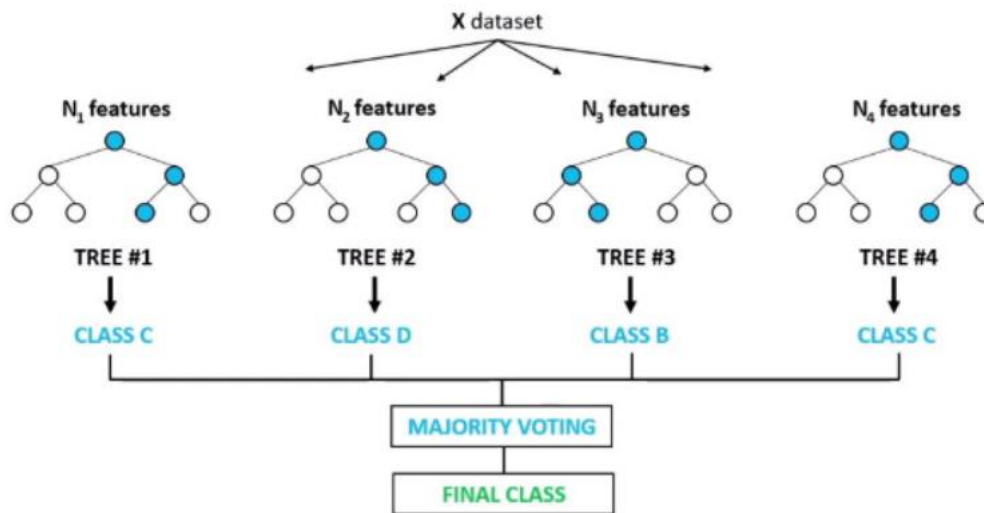 X dataset
N₁ features N₂ features N₃ features N₄ features
TREE #1 TREE #2 TREE #3 TREE #4
CLASS C CLASS D CLASS B CLASS C
MAJORITY VOTING
FINAL CLASS